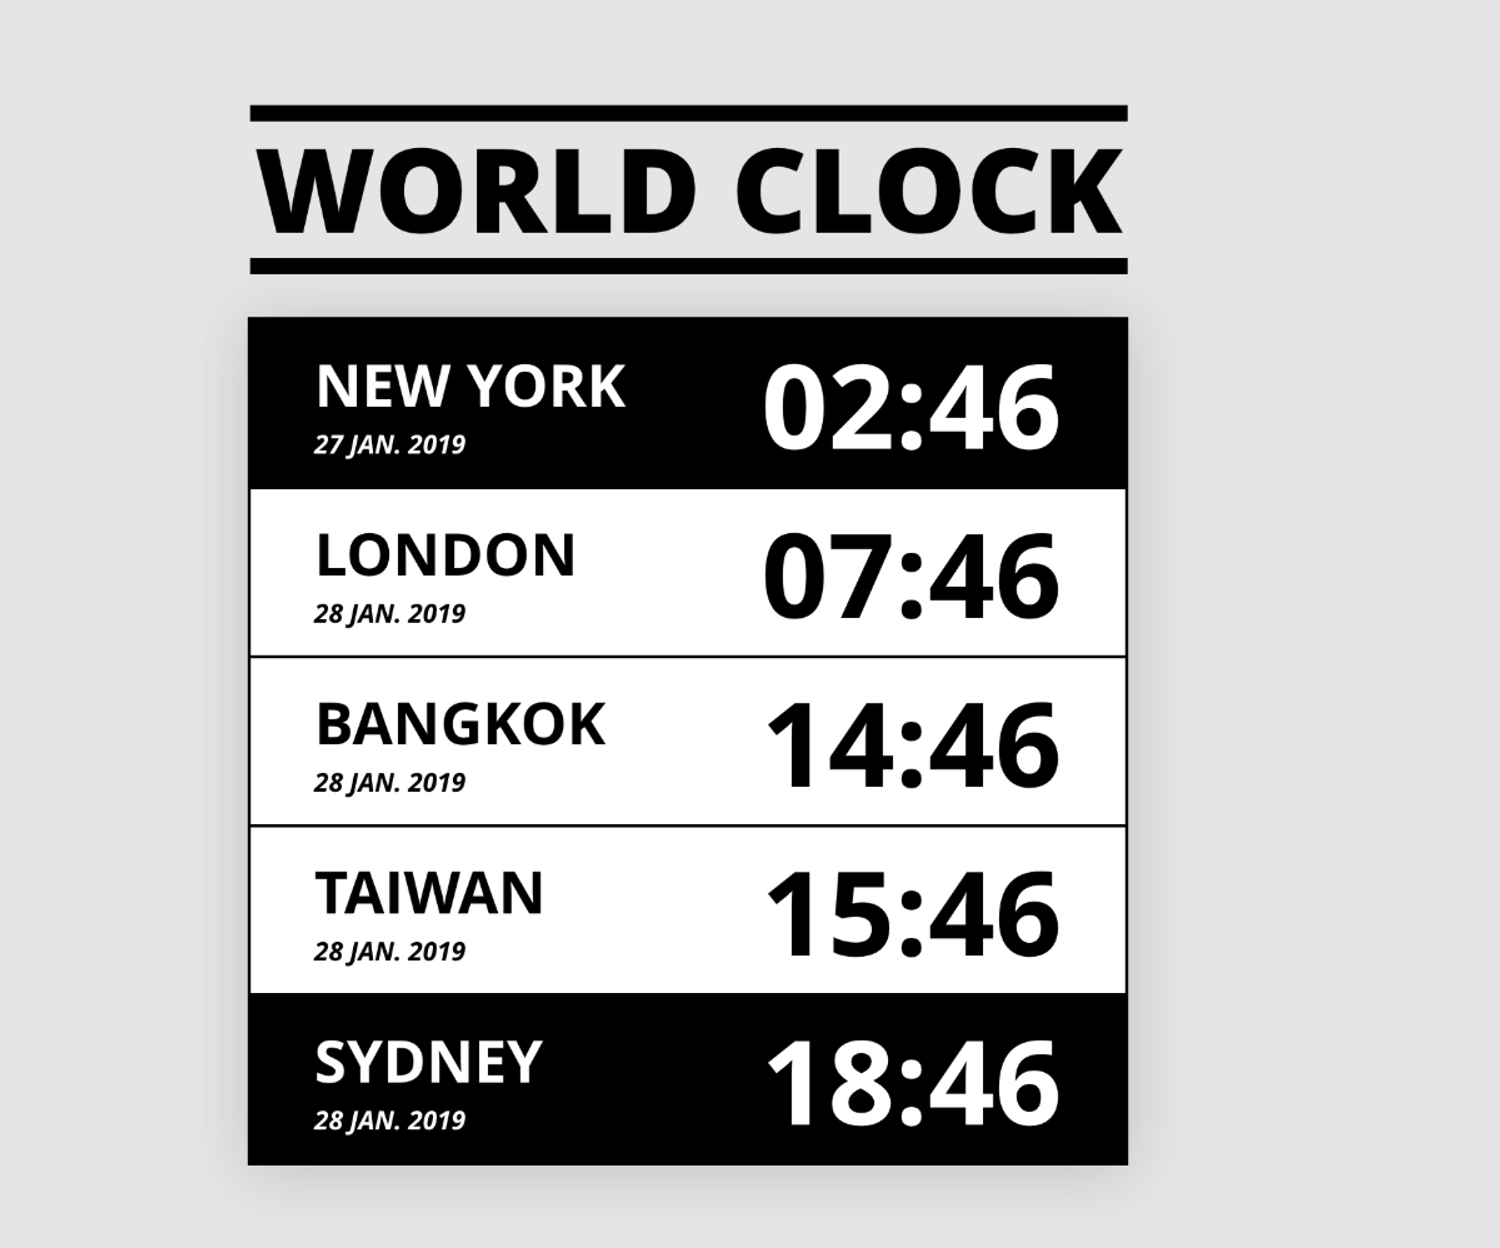 WORLD CLOCK
NEW YORK
27 JAN. 2019
02:46
LONDON
28 JAN. 2019
07:46
BANGKOK
28 JAN. 2019
14:46
TAIWAN
28 JAN. 2019
15:46
SYDNEY
28 JAN. 2019
18:46